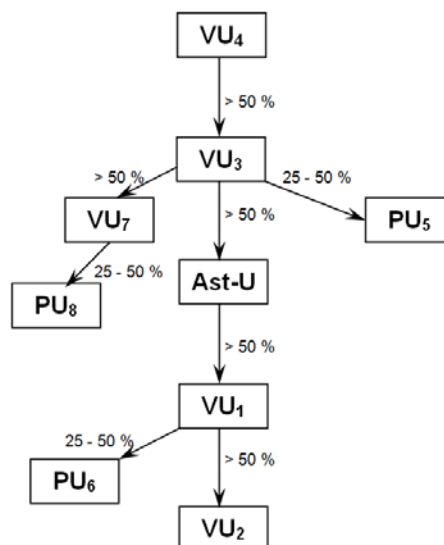 VU₄
> 50 %
VU₃
> 50 %
25 - 50 %
VU₇
> 50 %
PU₅
25 - 50 %
Ast-U
PU₈
> 50 %
VU₁
25 - 50 %
PU₆
> 50 %
VU₂